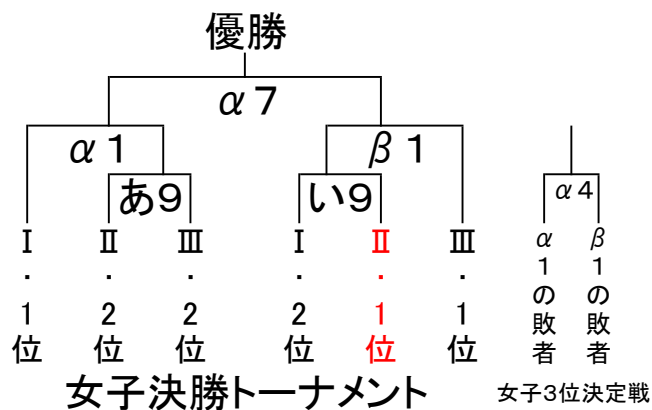 優勝
α7
α1
β1
あ9
い9
α4
Ⅰ・1位
Ⅱ・2位
Ⅲ・2位
Ⅰ・2位
Ⅱ・1位
Ⅲ・1位
α1の敗者
β1の敗者
女子決勝トーナメント
女子3位決定戦